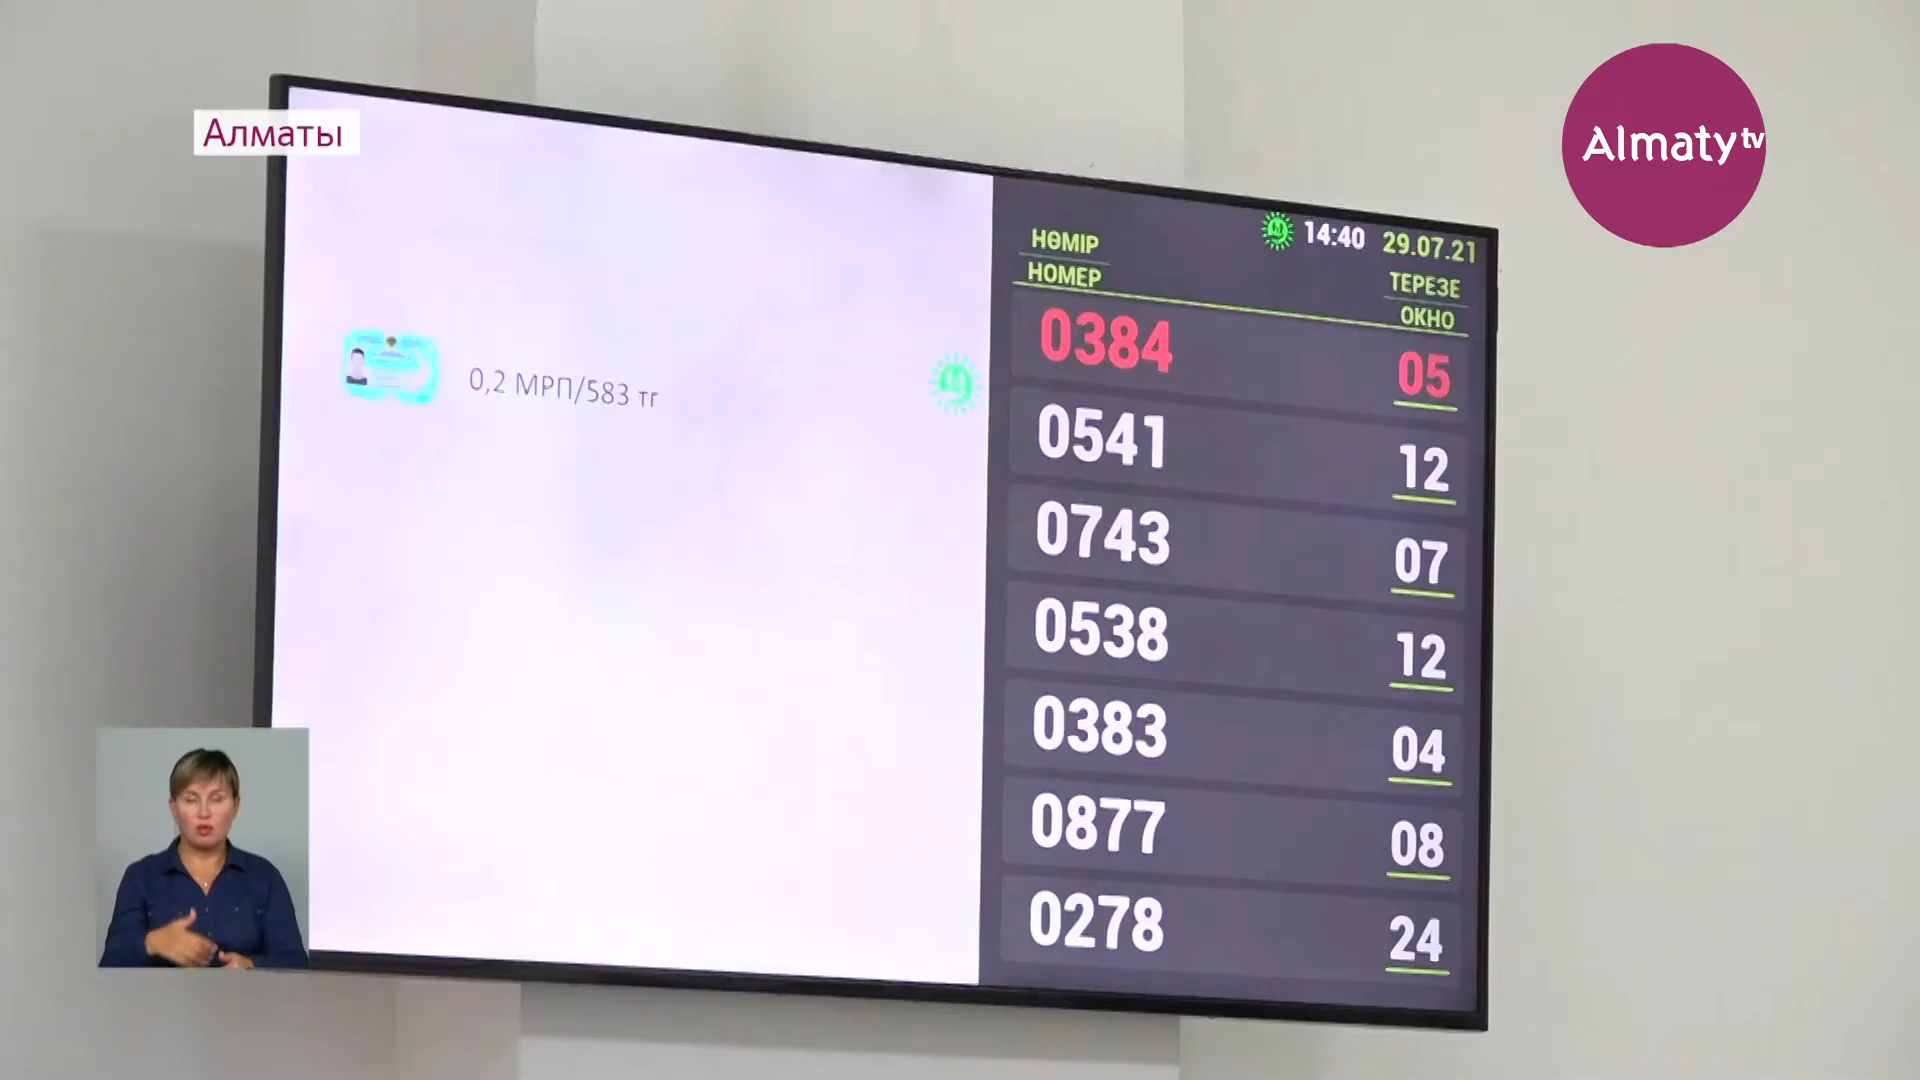 Алматы
Almaty tv
0,2 МРП/583 тг
14:40 29.07.21
НӨМІР
НОМЕР
ТЕРЕЗЕ
ОКНО
0384 05
0541 12
0743 07
0538 12
0383 04
0877 08
0278 24